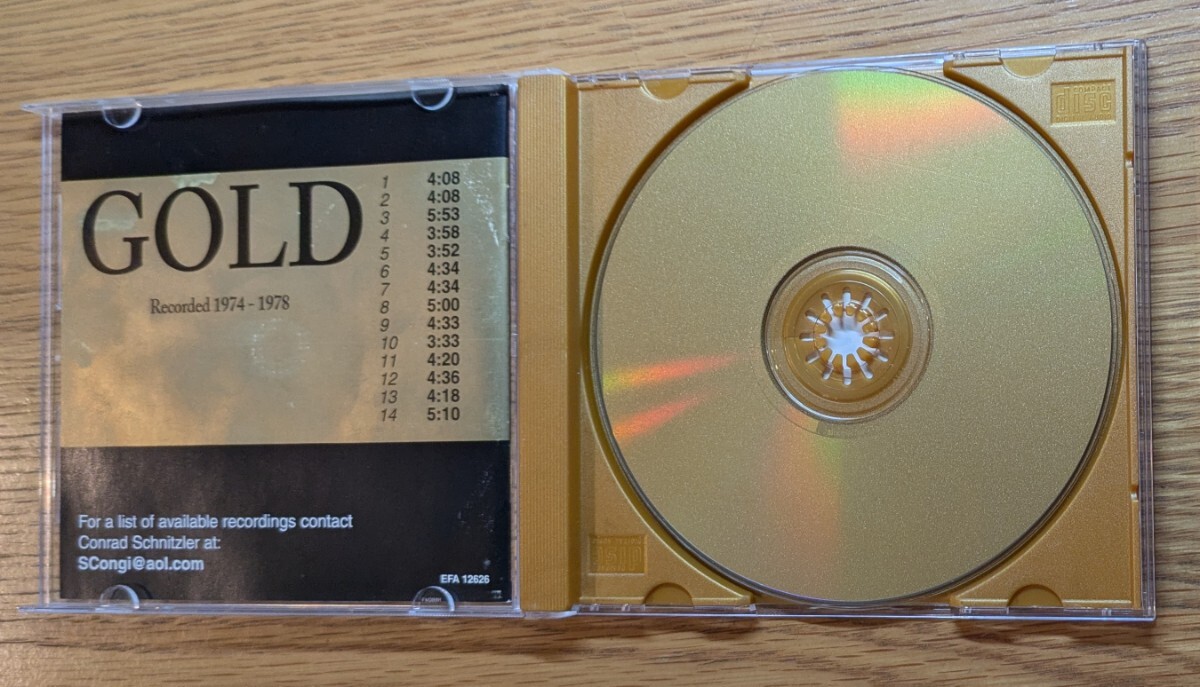 GOLD
Recorded 1974 - 1978
1 4:08
2 4:08
3 5:53
4 3:58
5 3:52
6 4:34
7 4:34
8 5:00
9 4:33
10 3:33
11 4:20
12 4:36
13 4:18
14 5:10
For a list of available recordings contact
Conrad Schnitzler at:
SCongi@aol.com
EFA 12626
disc